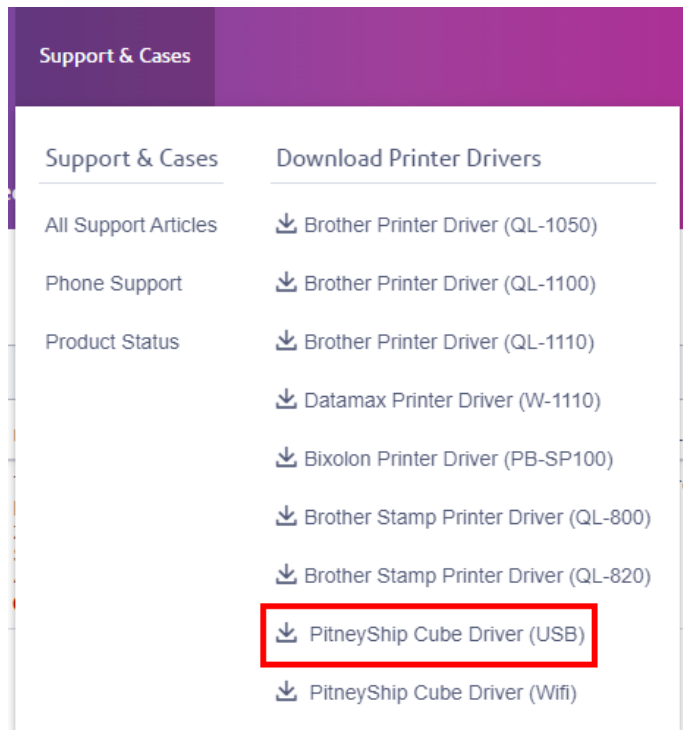 Support & Cases
Support & Cases
All Support Articles
Phone Support
Product Status
Download Printer Drivers
Brother Printer Driver (QL-1050)
Brother Printer Driver (QL-1100)
Brother Printer Driver (QL-1110)
Datamax Printer Driver (W-1110)
Bixolon Printer Driver (PB-SP100)
Brother Stamp Printer Driver (QL-800)
Brother Stamp Printer Driver (QL-820)
PitneyShip Cube Driver (USB)
PitneyShip Cube Driver (Wifi)